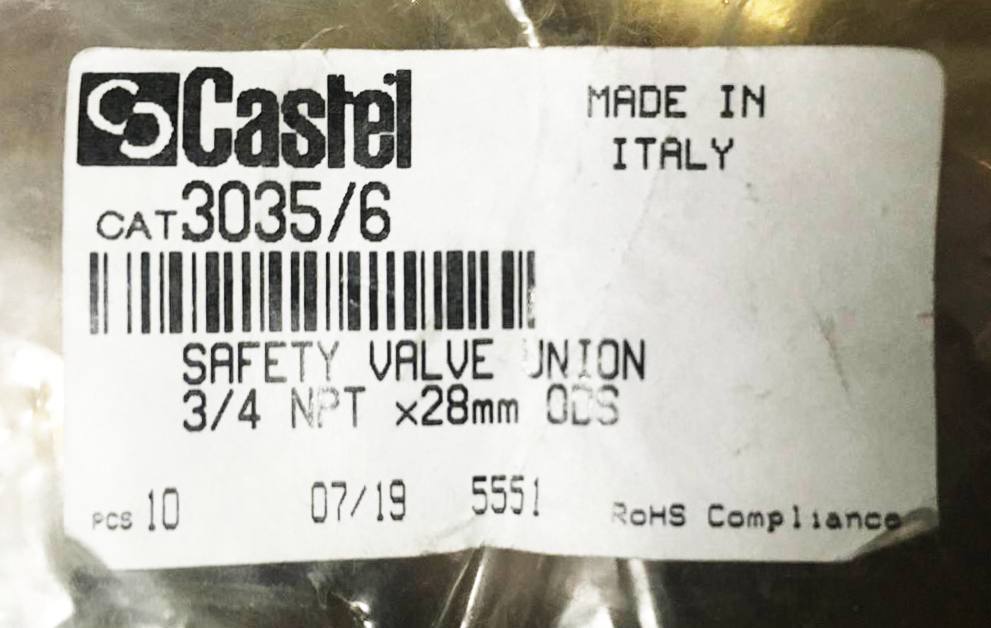 Castel
MADE IN
ITALY
CAT 3035/6
SAFETY VALVE UNION
3/4 NPT x28mm ODS
PCS 10 07/19 5551 RoHS Compliance